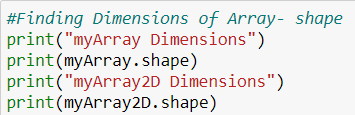 #Finding Dimensions of Array- shape
print("myArray Dimensions")
print(myArray.shape)
print("myArray2D Dimensions")
print(myArray2D.shape)